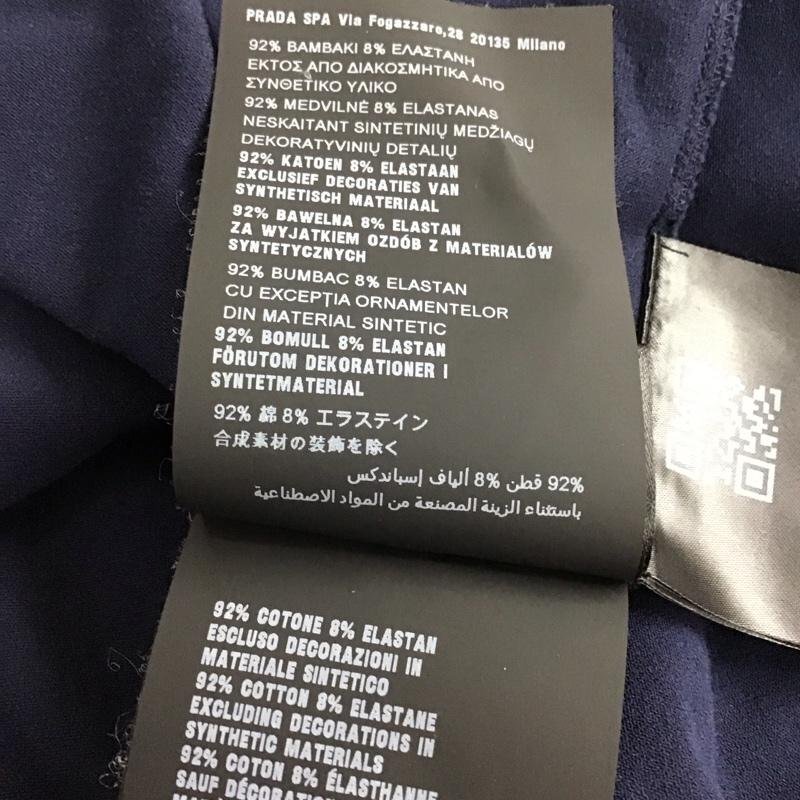 PRADA SPA Via Fogazzaro,28 20135 Milano
92% ΒΑΜΒΑΚΙ 8% ΕΛΑΣΤΑΝΗ
ΕΚΤΟΣ ΑΠΟ ΔΙΑΚΟΣΜΗΤΙΚΑ ΑΠΟ
ΣΥΝΘΕΤΙΚΟ ΥΛΙΚΟ
92% MEDVILNĖ 8% ELASTANAS
NESKAITANT SINTETINIŲ MEDŽIAGŲ
DEKORATYVINIŲ DETALIŲ
92% KATOEN 8% ELASTAAN
EXCLUSIEF DECORATIES VAN
SYNTHETISCH MATERIAAL
92% BAWELNA 8% ELASTAN
ZA WYJATKIEM OZDÓB Z MATERIALÓW
SYNTETYCZNYCH
92% BUMBAC 8% ELASTAN
CU EXCEPȚIA ORNAMENTELOR
DIN MATERIAL SINTETIC
92% BOMULL 8% ELASTAN
FÖRUTOM DEKORATIONER I
SYNTETMATERIAL
92% 綿 8% エラステイン
合成素材の装飾を除く
92% قطن 8% ألياف إسباندكس
باستثناء الزينة المصنعة من المواد الاصطناعية
92% COTONE 8% ELASTAN
ESCLUSO DECORAZIONI IN
MATERIALE SINTETICO
92% COTTON 8% ELASTANE
EXCLUDING DECORATIONS IN
SYNTHETIC MATERIALS
92% COTON 8% ÉLASTHANNE
SAUF